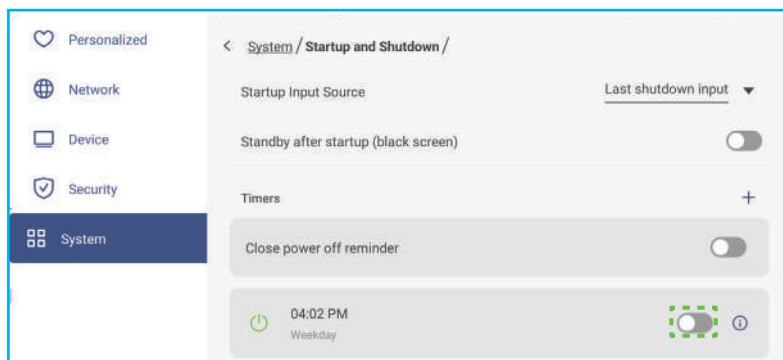 Personalized
Network
Device
Security
System
System / Startup and Shutdown /
Startup Input Source Last shutdown input
Standby after startup (black screen)
Timers
Close power off reminder
04:02 PM
Weekday